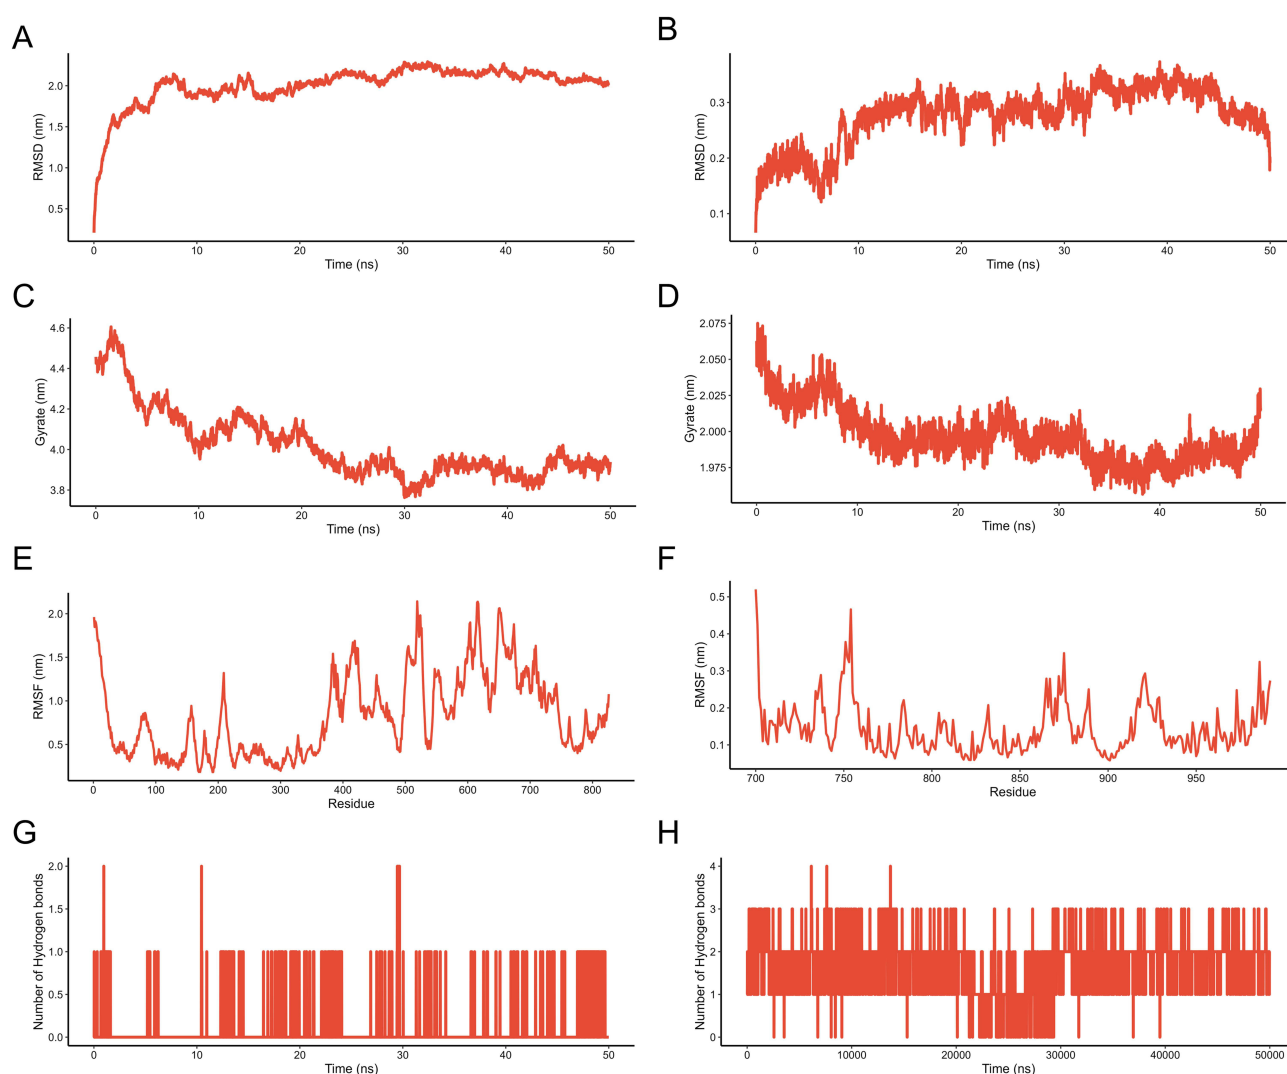 A
RMSD (nm)
2.0
1.5
1.0
0.5
0 10 20 30 40 50
Time (ns)
B
RMSD (nm)
0.3
0.2
0.1
0 10 20 30 40 50
Time (ns)
C
Gyrate (nm)
4.6
4.4
4.2
4.0
3.8
0 10 20 30 40 50
Time (ns)
D
Gyrate (nm)
2.075
2.050
2.025
2.000
1.975
0 10 20 30 40 50
Time (ns)
E
RMSF (nm)
2.0
1.5
1.0
0.5
0 100 200 300 400 500 600 700 800
Residue
F
RMSF (nm)
0.5
0.4
0.3
0.2
0.1
700 750 800 850 900 950
Residue
G
Number of Hydrogen bonds
2.0
1.5
1.0
0.5
0.0
0 10 20 30 40 50
Time (ns)
H
Number of Hydrogen bonds
4
3
2
1
0
0 10000 20000 30000 40000 50000
Time (ns)